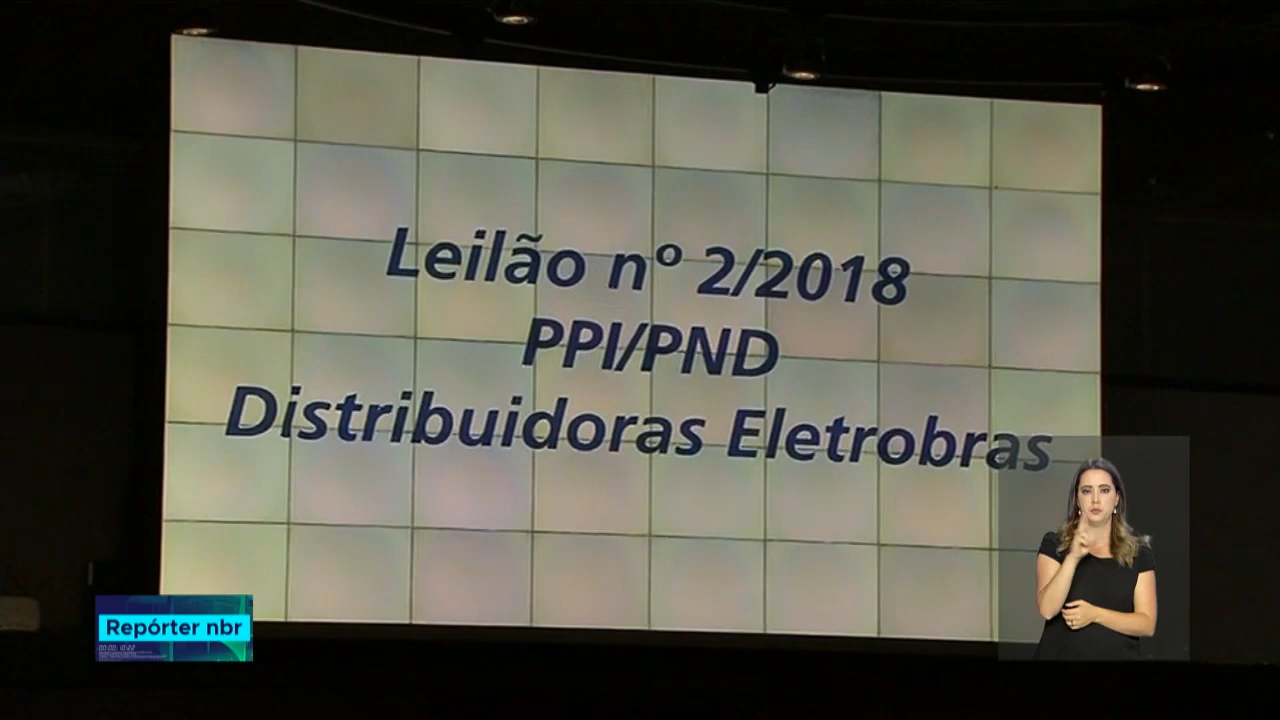 Leilão nº 2/2018
PPI/PND
Distribuidoras Eletrobras
Repórter nbr